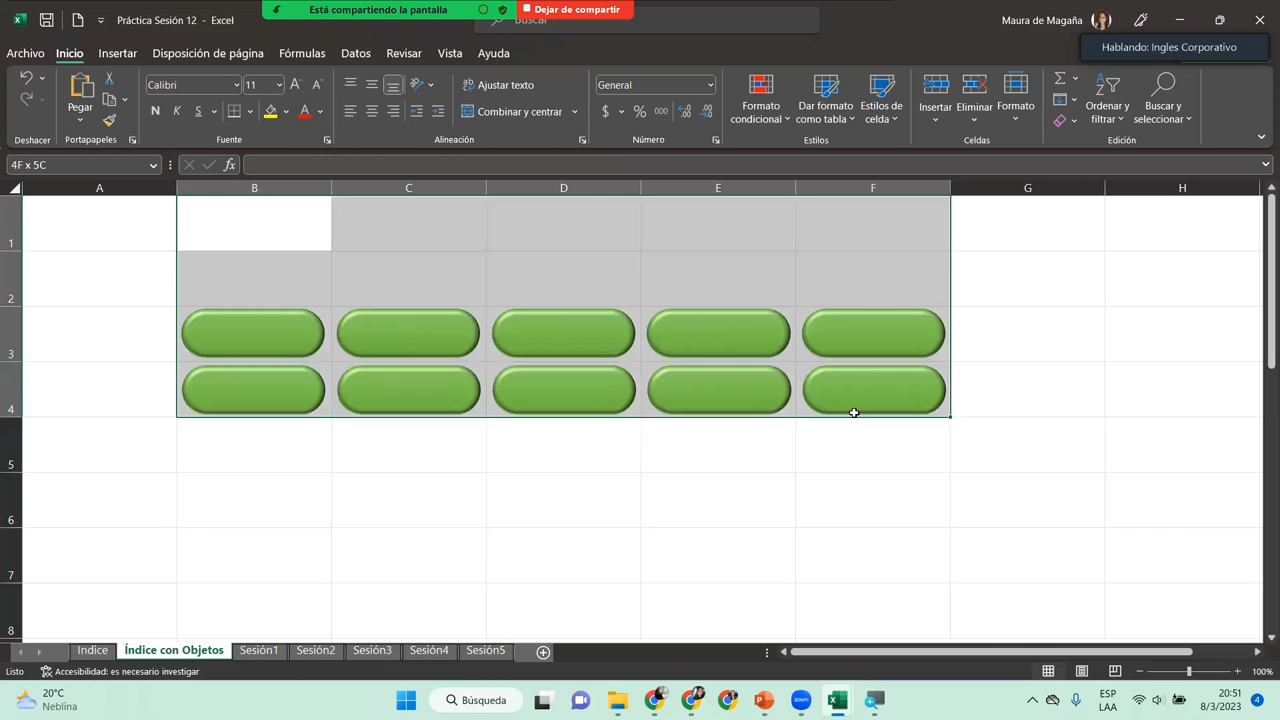 Está compartiendo la pantalla
Dejar de compartir
Práctica Sesión 12 - Excel
Buscar
Maura de Magaña
Hablando: Ingles Corporativo
Archivo Inicio Insertar Disposición de página Fórmulas Datos Revisar Vista Ayuda
Pegar
Calibri 11
N K S
Ajustar texto
Combinar y centrar
General
$ % 000
Formato condicional
Dar formato como tabla
Estilos de celda
Insertar
Eliminar
Formato
Ordenar y filtrar
Buscar y seleccionar
Deshacer Portapapeles Fuente Alineación Número Estilos Celdas Edición
4F x 5C
fx
A B C D E F G H
1
2
3
4
5
6
7
8
Indice Índice con Objetos Sesión1 Sesión2 Sesión3 Sesión4 Sesión5
Listo Accesibilidad: es necesario investigar 100%
20°C
Neblina
Búsqueda
zoom
ESP
LAA
20:51
8/3/2023
4